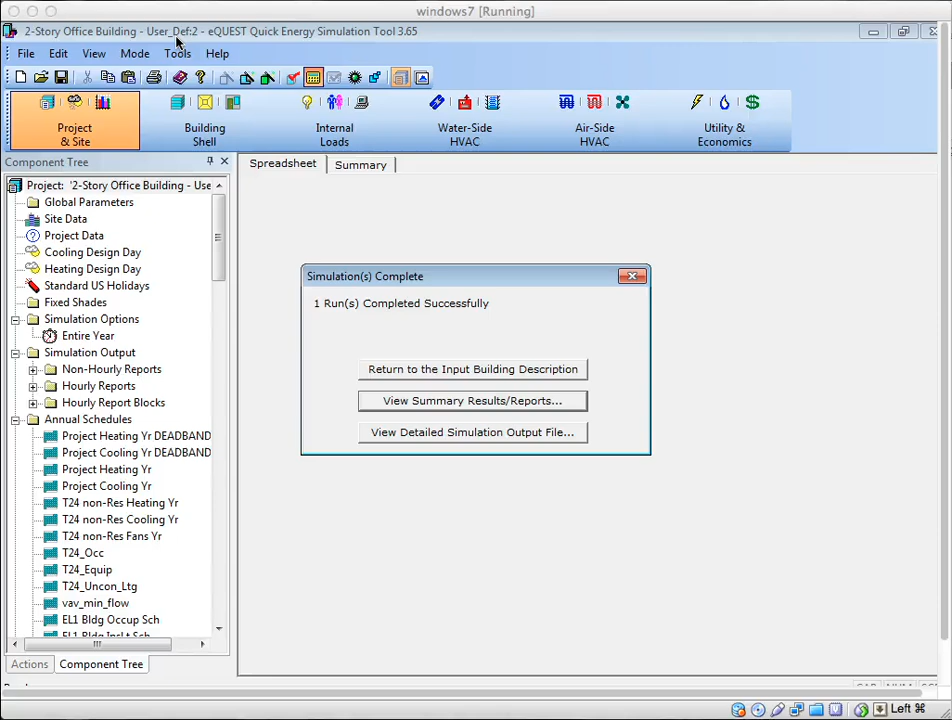 windows7 [Running]
2-Story Office Building - User_Def:2 - eQUEST Quick Energy Simulation Tool 3.65
File Edit View Mode Tools Help
Project & Site
Building Shell
Internal Loads
Water-Side HVAC
Air-Side HVAC
Utility & Economics
Component Tree
Spreadsheet Summary
Project: '2-Story Office Building - Use
Global Parameters
Site Data
Project Data
Cooling Design Day
Heating Design Day
Standard US Holidays
Fixed Shades
Simulation Options
Entire Year
Simulation Output
Non-Hourly Reports
Hourly Reports
Hourly Report Blocks
Annual Schedules
Project Heating Yr DEADBAND
Project Cooling Yr DEADBAND
Project Heating Yr
Project Cooling Yr
T24 non-Res Heating Yr
T24 non-Res Cooling Yr
T24 non-Res Fans Yr
T24_Occ
T24_Equip
T24_Uncon_Ltg
vav_min_flow
EL1 Bldg Occup Sch
Simulation(s) Complete
1 Run(s) Completed Successfully
Return to the Input Building Description
View Summary Results/Reports...
View Detailed Simulation Output File...
Actions Component Tree
Left ⌘